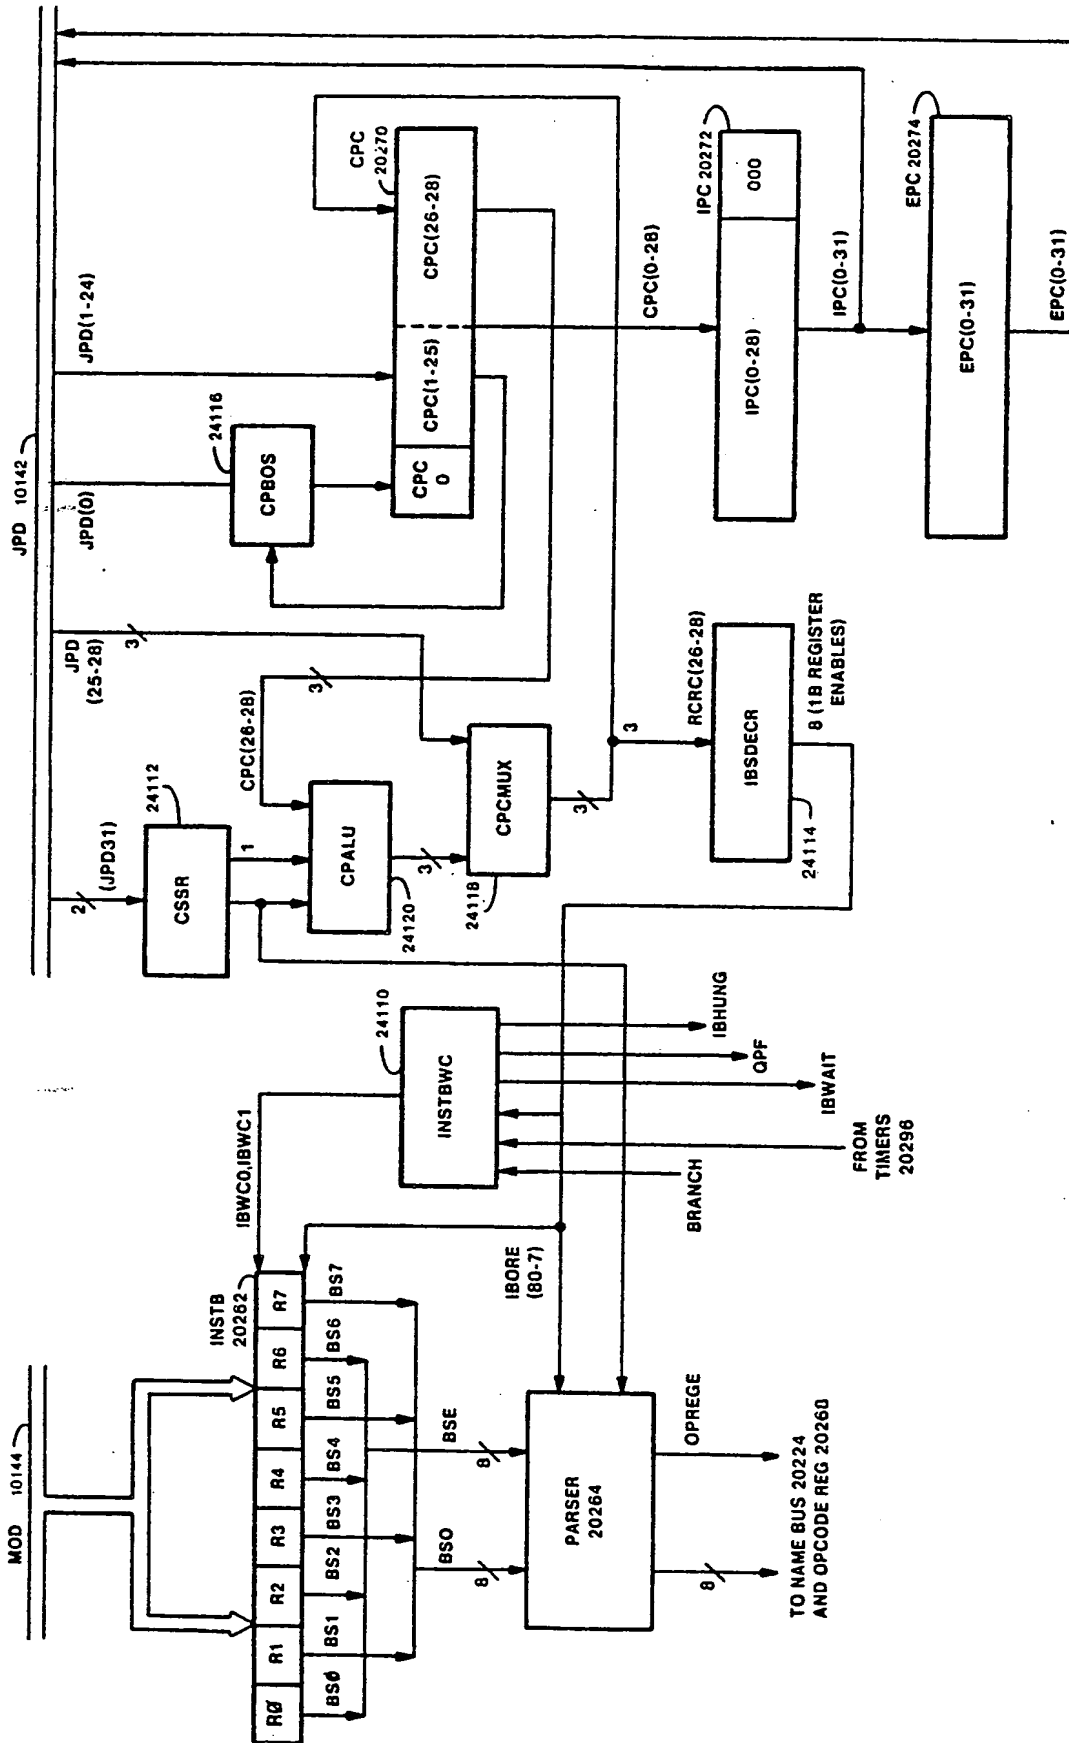 MOD 10144
JPD 10142
INSTB
20262
RØ
R1
R2
R3
R4
R5
R6
R7
BSØ
BS1
BS2
BS3
BS4
BS5
BS6
BS7
BSO
BSE
8
8
PARSER
20264
8
OPREGE
TO NAME BUS 20224
AND OPCODE REG 20260
IBWC0,IBWC1
24110
INSTBWC
IBORE
(80-7)
BRANCH
FROM
TIMERS
20296
IBWAIT
QPF
IBHUNG
2
(JPD31)
24112
CSSR
1
CPC(26-28)
3
CPALU
24120
3
JPD
(25-28)
3
CPCMUX
24118
3
3
RCRC(26-28)
IBSDECR
24114
8 (1B REGISTER
ENABLES)
JPD(0)
24116
CPBOS
JPD(1-24)
CPC
20270
CPC
0
CPC(1-25)
CPC(26-28)
CPC(0-28)
IPC 20272
IPC(0-28)
000
IPC(0-31)
EPC 20274
EPC(0-31)
EPC(0-31)